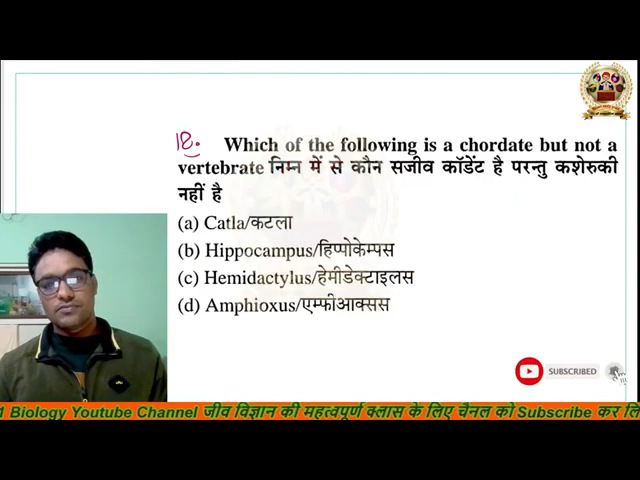 18. Which of the following is a chordate but not a
vertebrate निम्न में से कौन सजीव कॉर्डेट है परन्तु कशेरुकी
नहीं है
(a) Catla/कटला
(b) Hippocampus/हिप्पोकेम्पस
(c) Hemidactylus/हेमीडेक्टाइलस
(d) Amphioxus/एम्फीआक्सस
SUBSCRIBED
1 Biology Youtube Channel जीव विज्ञान की महत्वपूर्ण क्लास के लिए चैनल को Subscribe कर लि